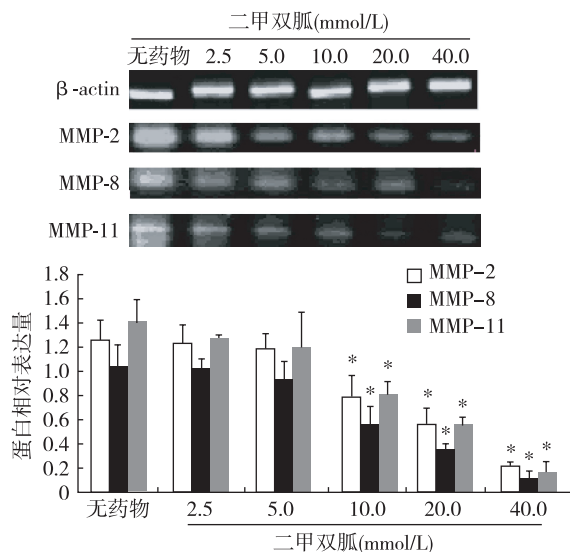 二甲双胍(mmol/L)
无药物 2.5 5.0 10.0 20.0 40.0
β-actin
MMP-2
MMP-8
MMP-11
1.8
1.6
1.4
1.2
1.0
0.8
0.6
0.4
0.2
0
蛋白相对表达量
MMP-2
MMP-8
MMP-11
* * *
* * *
* * *
无药物 2.5 5.0 10.0 20.0 40.0
二甲双胍(mmol/L)